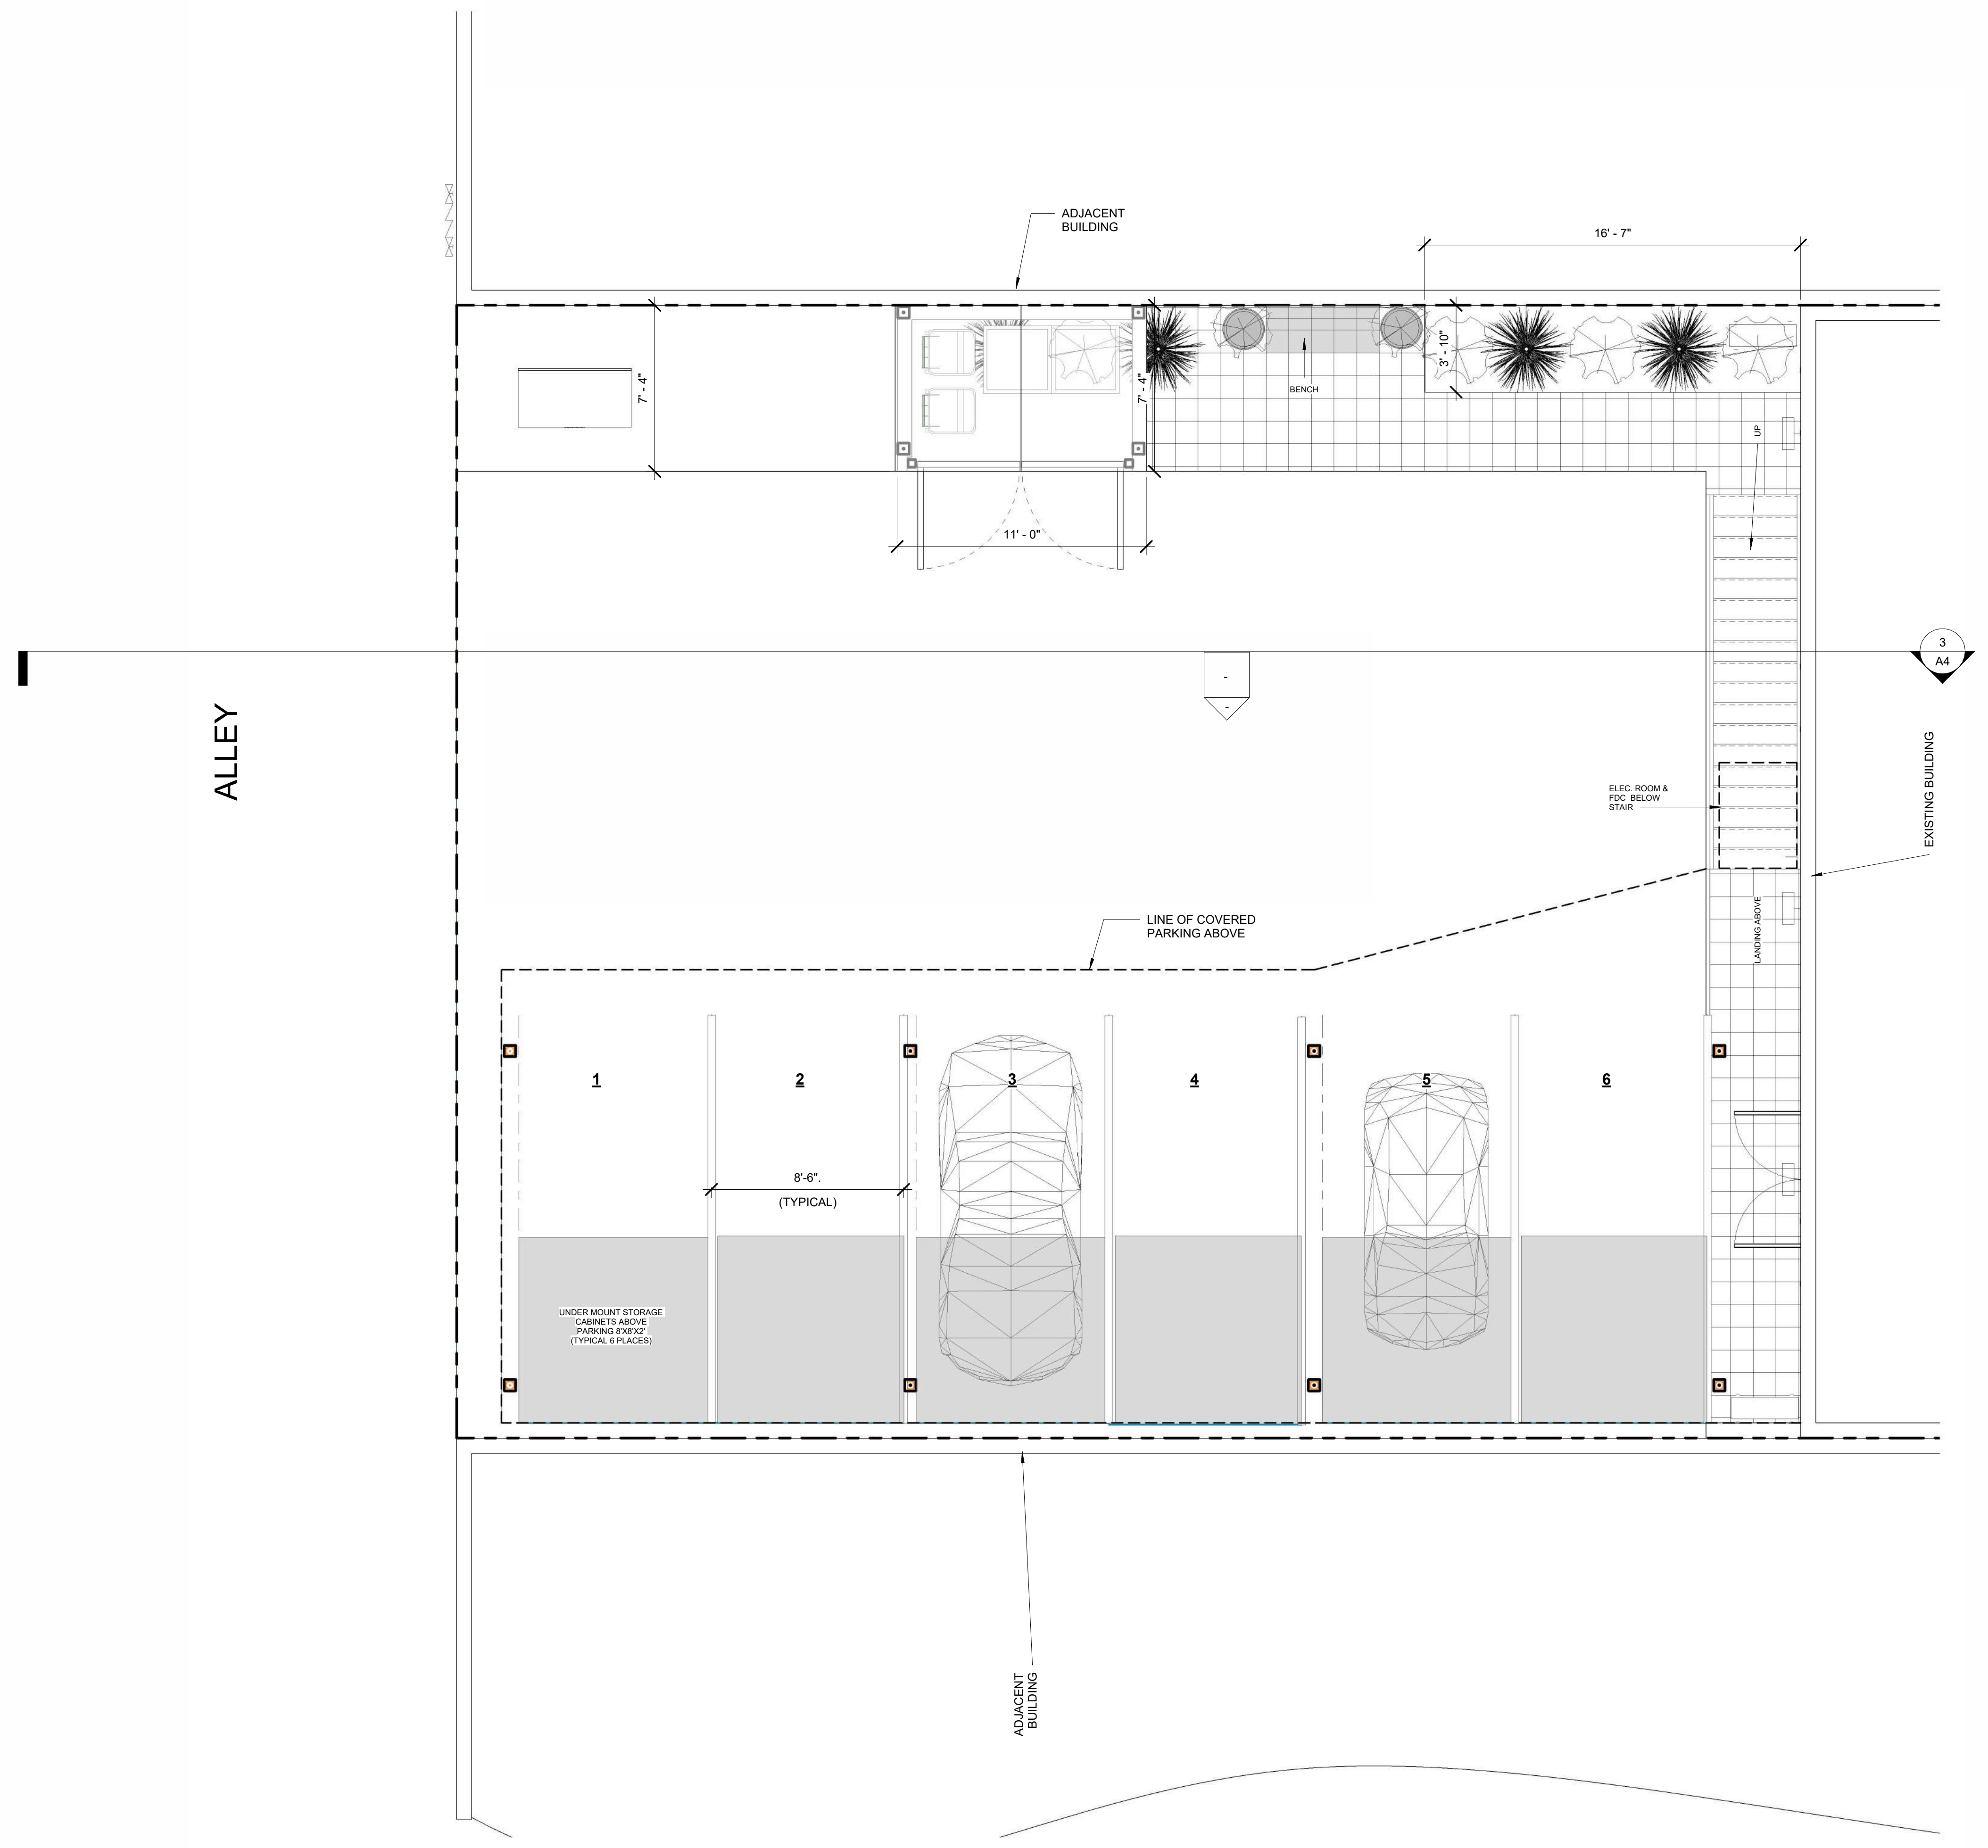 ADJACENT
BUILDING
16' - 7"
7' - 4"
7' - 4"
3' - 10"
BENCH
UP
11' - 0"
3
A4
-
-
ALLEY
EXISTING BUILDING
ELEC. ROOM &
FDC BELOW
STAIR
LANDING ABOVE
LINE OF COVERED
PARKING ABOVE
1
2
3
4
5
6
8'-6".
(TYPICAL)
UNDER MOUNT STORAGE
CABINETS ABOVE
PARKING 8'X8'X2'
(TYPICAL 6 PLACES)
ADJACENT
BUILDING